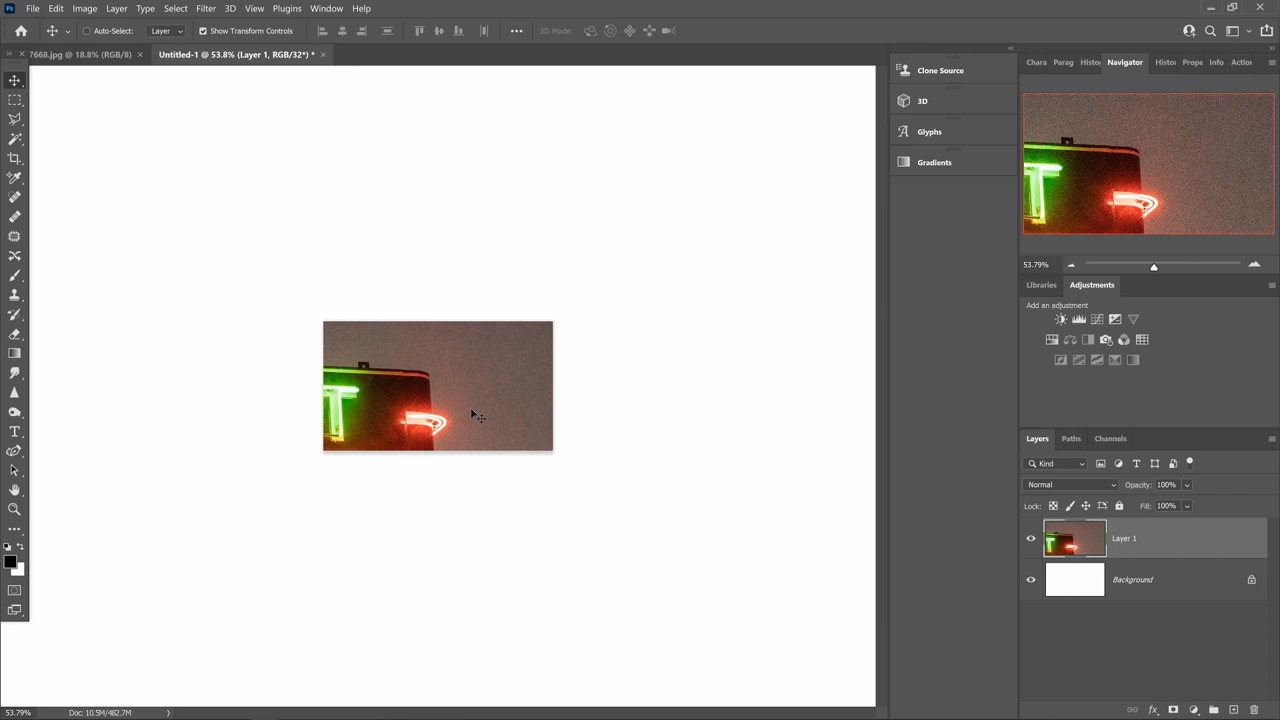 Ps File Edit Image Layer Type Select Filter 3D View Plugins Window Help
Auto-Select: Layer Show Transform Controls 3D Mode:
7668.jpg @ 18.8% (RGB/8) × Untitled-1 @ 53.8% (Layer 1, RGB/32*) * ×
Clone Source
3D
Glyphs
Gradients
Chara Parag Histo Navigator Histor Prope Info Action
53.79%
Libraries Adjustments
Add an adjustment
Layers Paths Channels
Kind
Normal Opacity: 100%
Lock: Fill: 100%
Layer 1
Background
53.79% Doc: 10.5M/482.7M